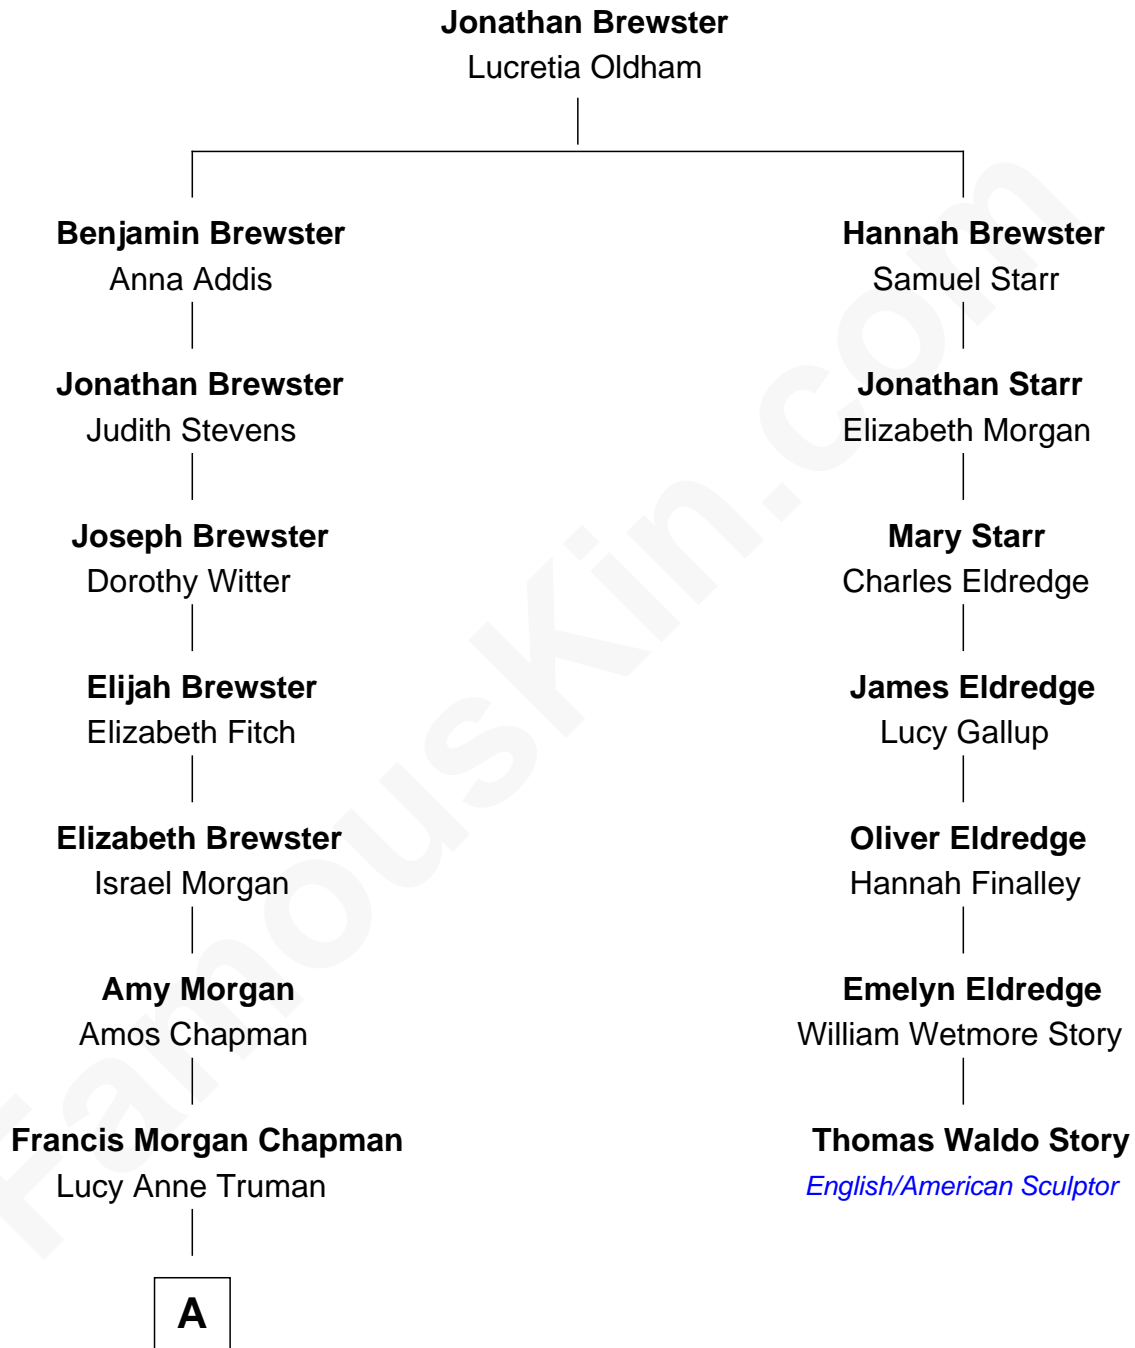 Jonathan Brewster
Lucretia Oldham
Benjamin Brewster
Anna Addis
Hannah Brewster
Samuel Starr
Jonathan Brewster
Judith Stevens
Jonathan Starr
Elizabeth Morgan
Joseph Brewster
Dorothy Witter
Mary Starr
Charles Eldredge
Elijah Brewster
Elizabeth Fitch
James Eldredge
Lucy Gallup
Elizabeth Brewster
Israel Morgan
Oliver Eldredge
Hannah Finalley
Amy Morgan
Amos Chapman
Emelyn Eldredge
William Wetmore Story
Francis Morgan Chapman
Lucy Anne Truman
Thomas Waldo Story
English/American Sculptor
A
FamousKin.com